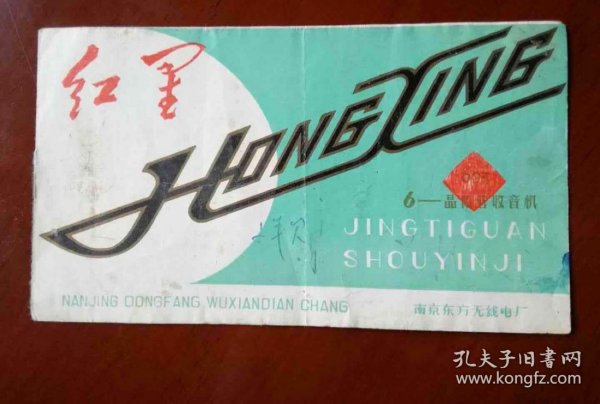 红星
HONGXING
6—晶体管收音机
JINGTIGUAN
SHOUYINJI
NANJING DONGFANG WUXIANDIAN CHANG
南京东方无线电厂
孔夫子旧书网
www.kongfz.com